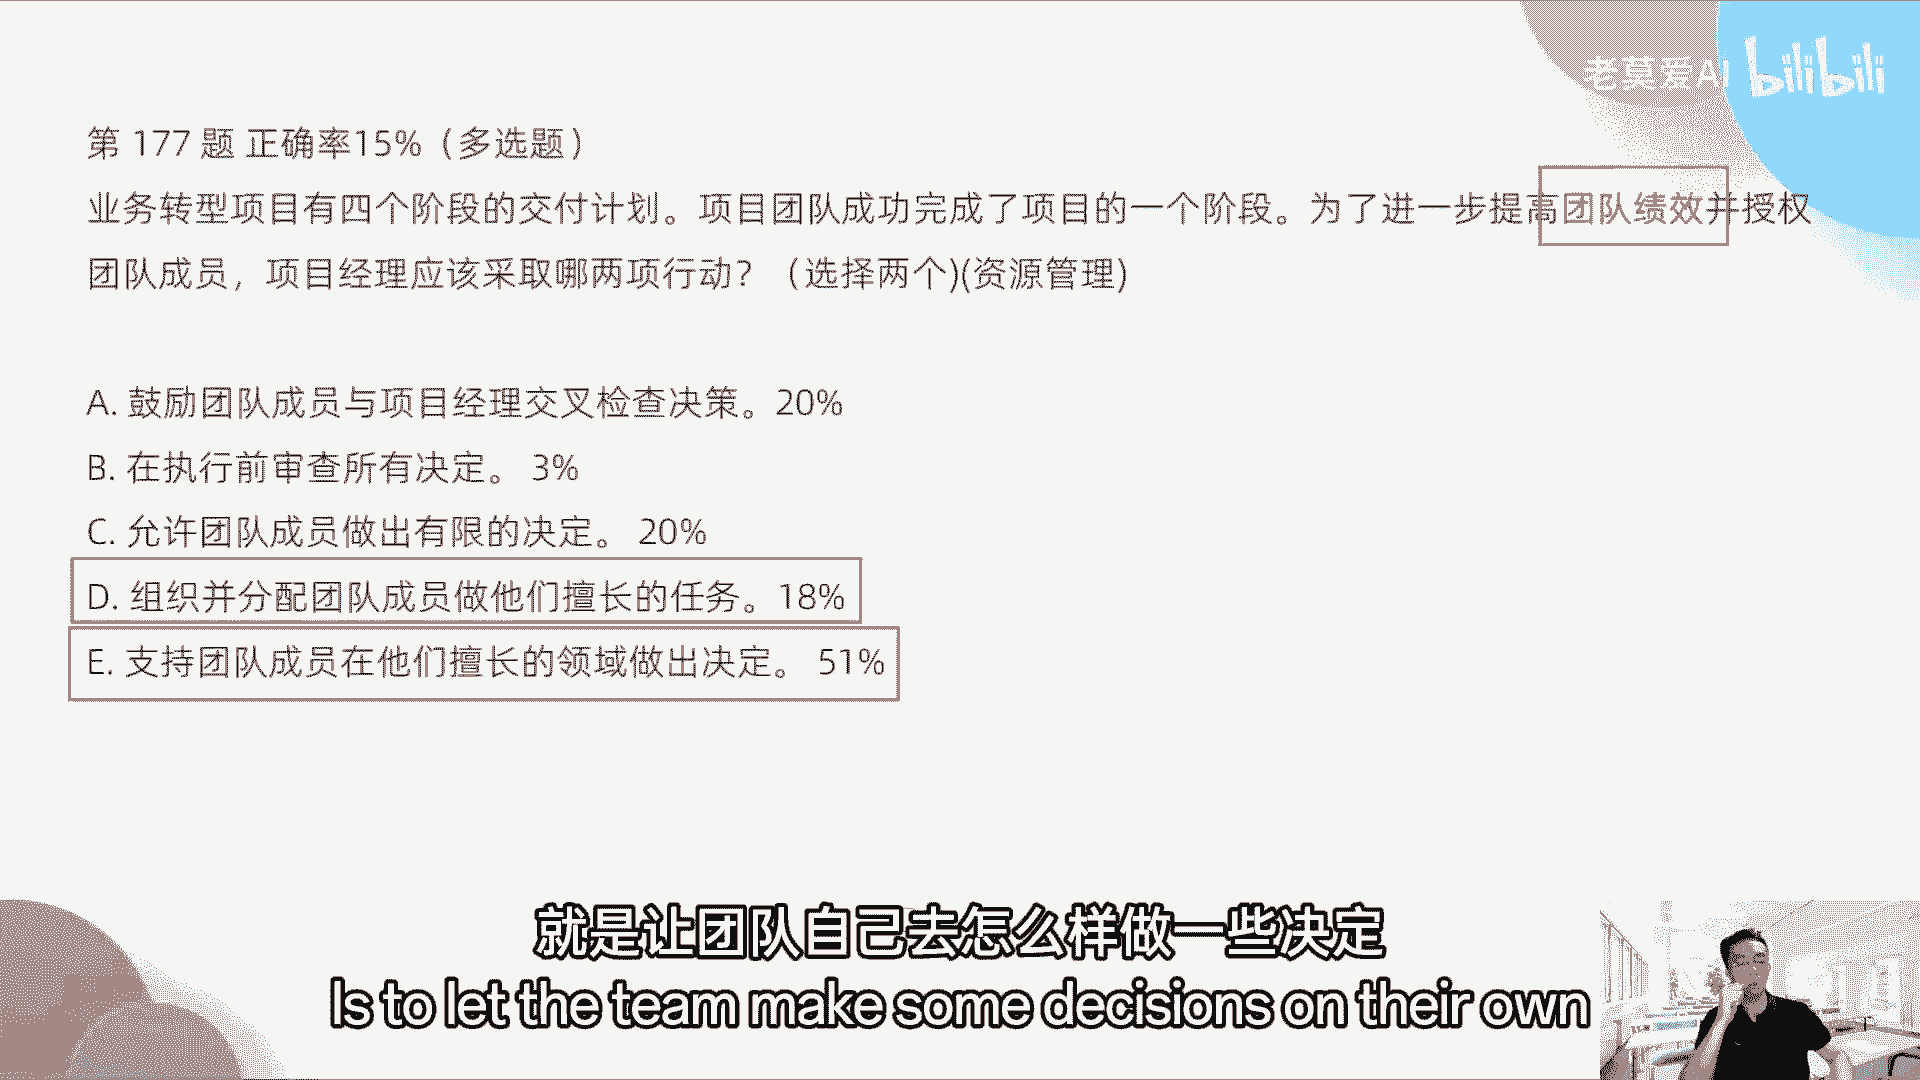 老莫爱AI bilibili
第 177 题 正确率15%（多选题）
业务转型项目有四个阶段的交付计划。项目团队成功完成了项目的一个阶段。为了进一步提高团队绩效并授权
团队成员，项目经理应该采取哪两项行动？（选择两个)(资源管理)
A. 鼓励团队成员与项目经理交叉检查决策。20%
B. 在执行前审查所有决定。 3%
C. 允许团队成员做出有限的决定。 20%
D. 组织并分配团队成员做他们擅长的任务。18%
E. 支持团队成员在他们擅长的领域做出决定。 51%
就是让团队自己去怎么样做一些决定
Is to let the team make some decisions on their own